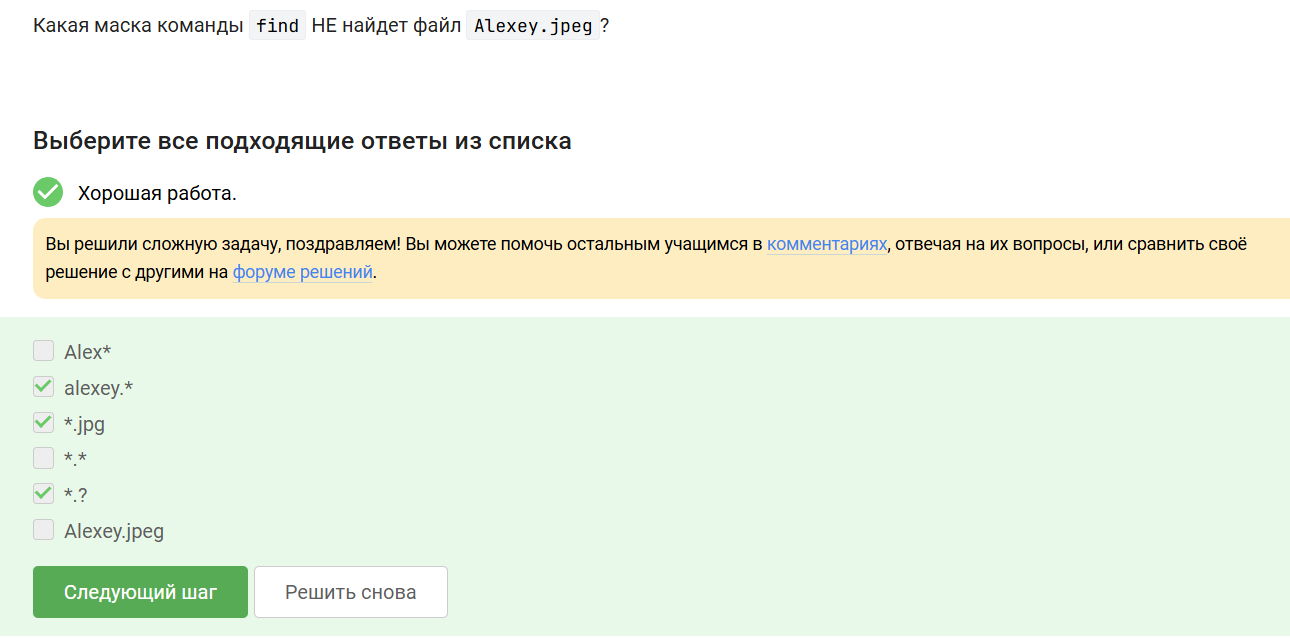 Какая маска команды find НЕ найдет файл Alexey.jpeg?
Выберите все подходящие ответы из списка
Хорошая работа.
Вы решили сложную задачу, поздравляем! Вы можете помочь остальным учащимся в комментариях, отвечая на их вопросы, или сравнить своё
решение с другими на форуме решений.
Alex*
alexey.*
*.jpg
*.*
*.?
Alexey.jpeg
Следующий шаг
Решить снова